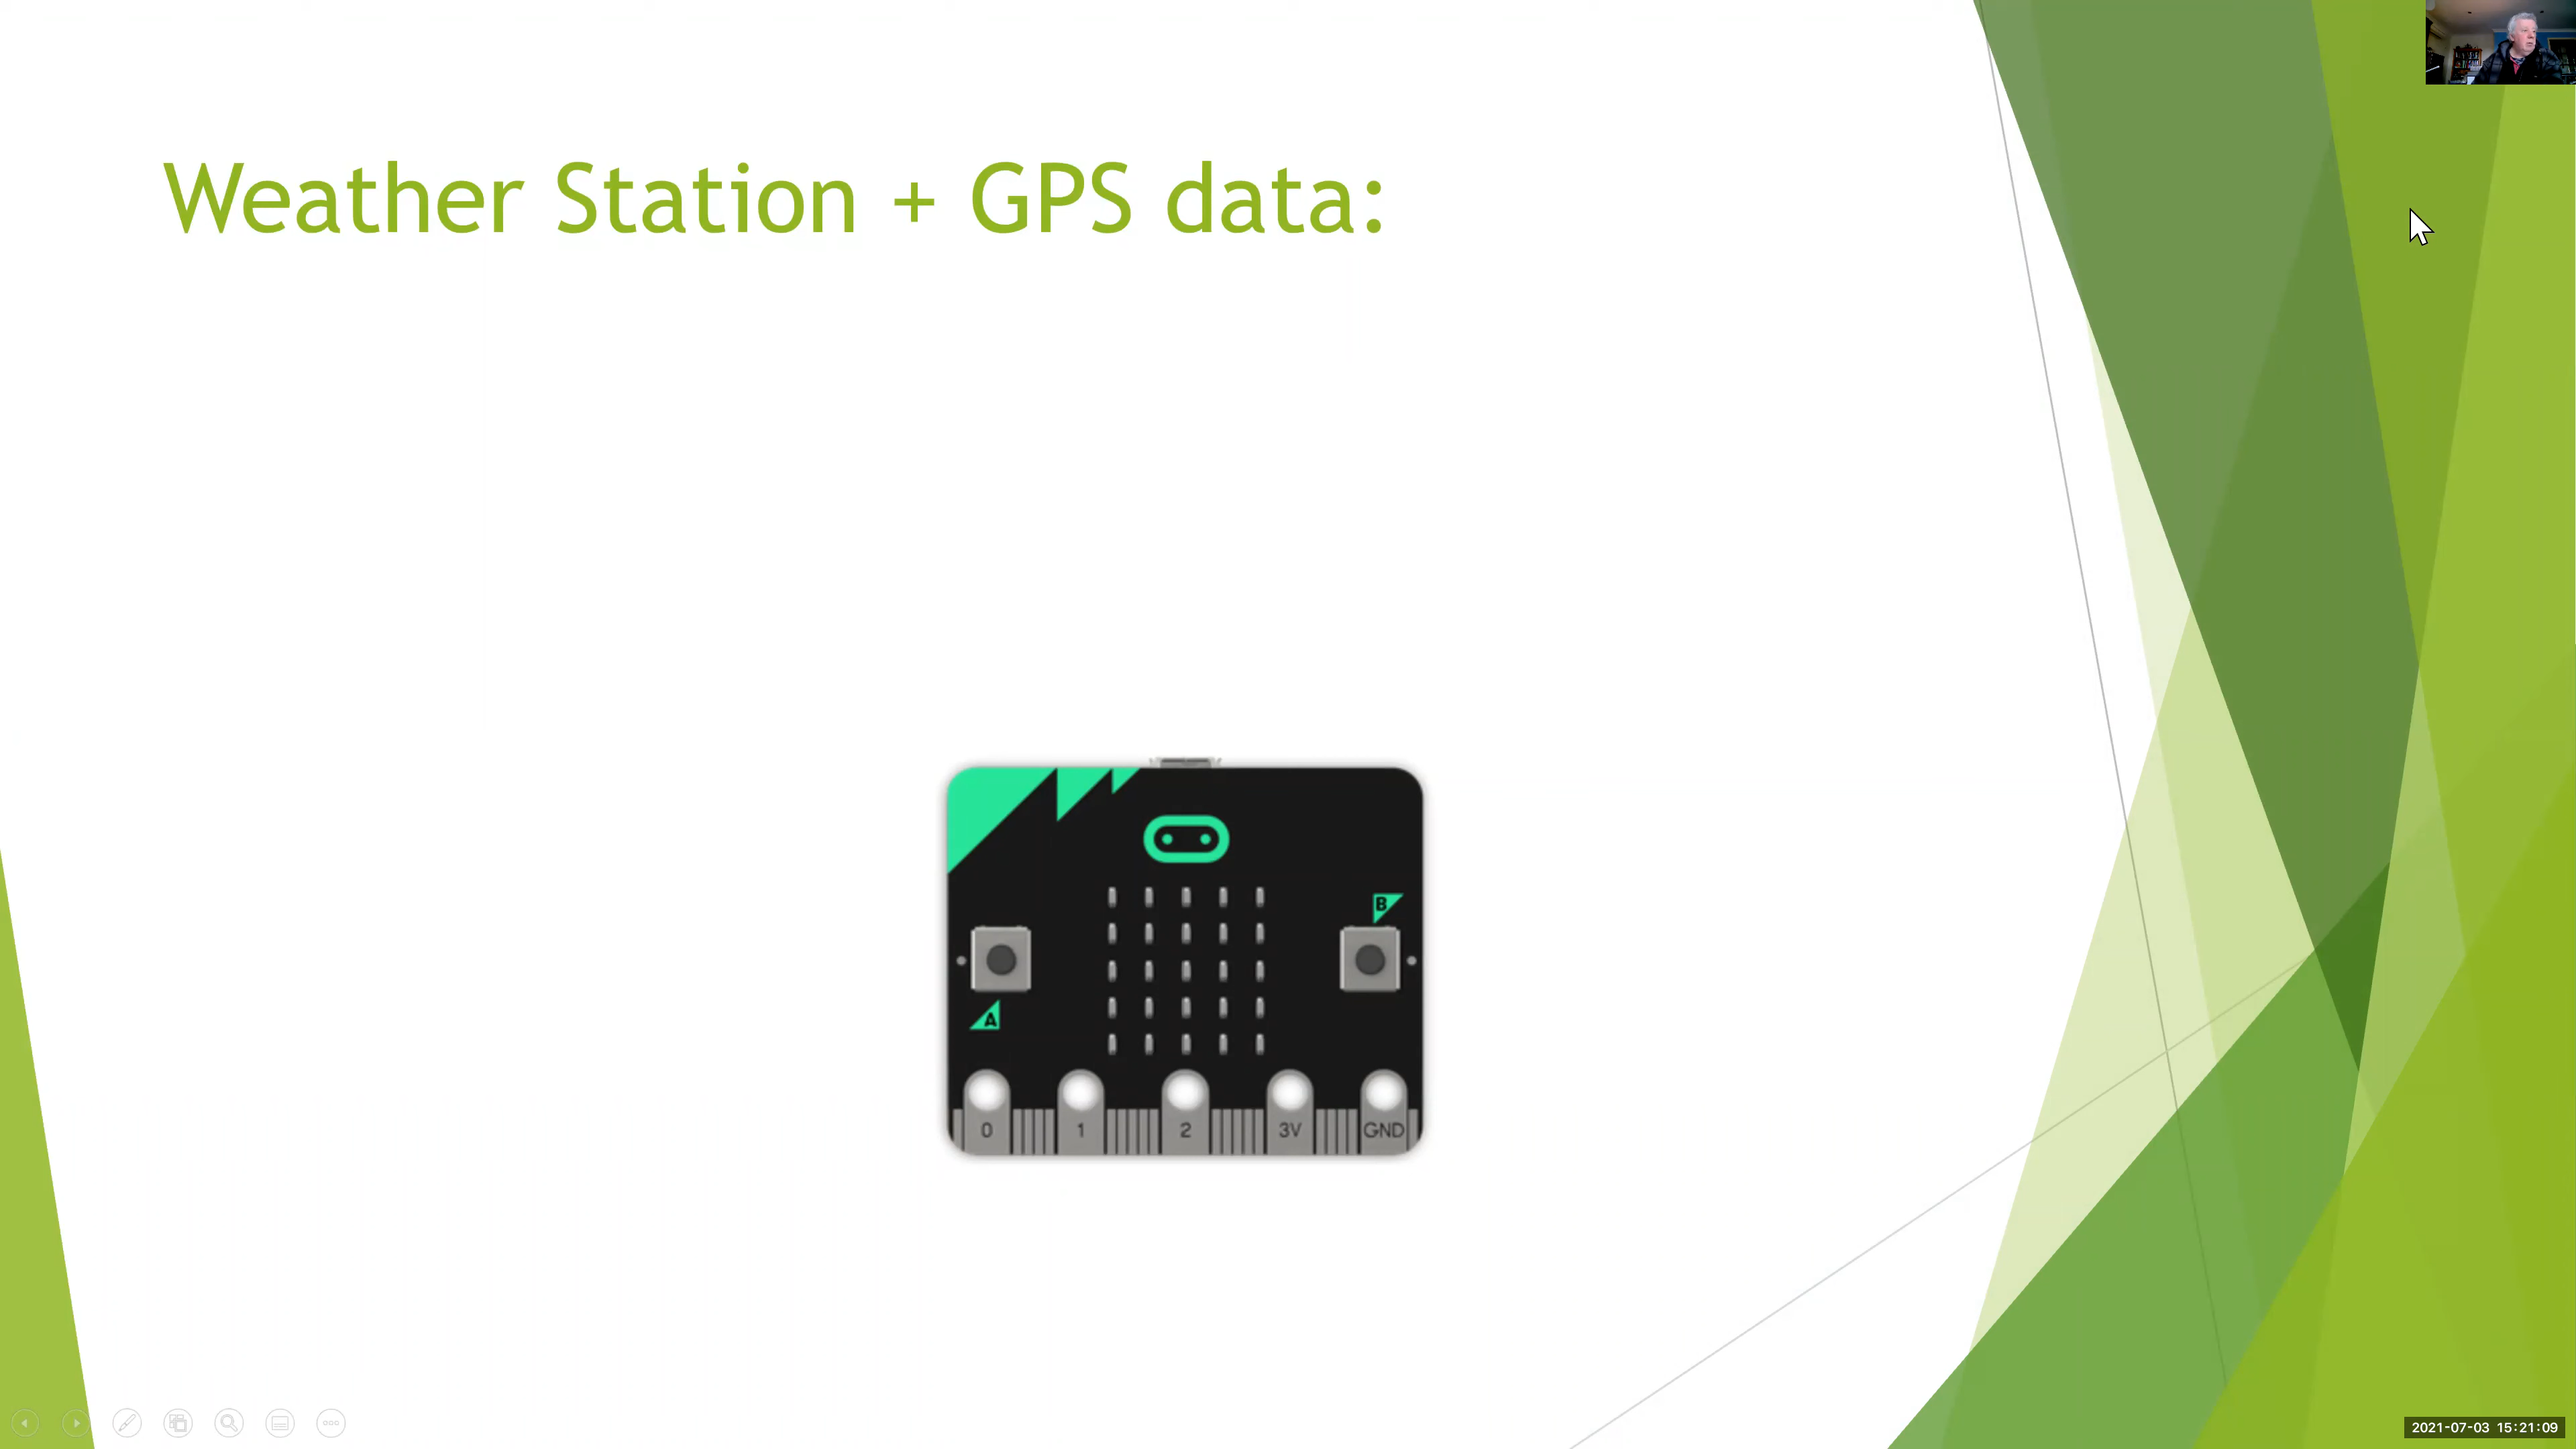 Weather Station + GPS data:
B
A
0 1 2 3V GND
2021-07-03 15:21:09